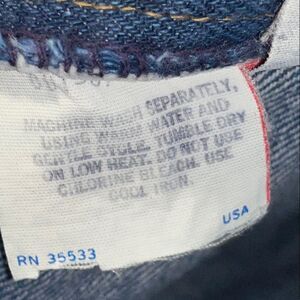 MACHINE WASH SEPARATELY,
USING WARM WATER AND
GENTLE CYCLE. TUMBLE DRY
ON LOW HEAT. DO NOT USE
CHLORINE BLEACH. USE
COOL IRON.
RN 35533
USA